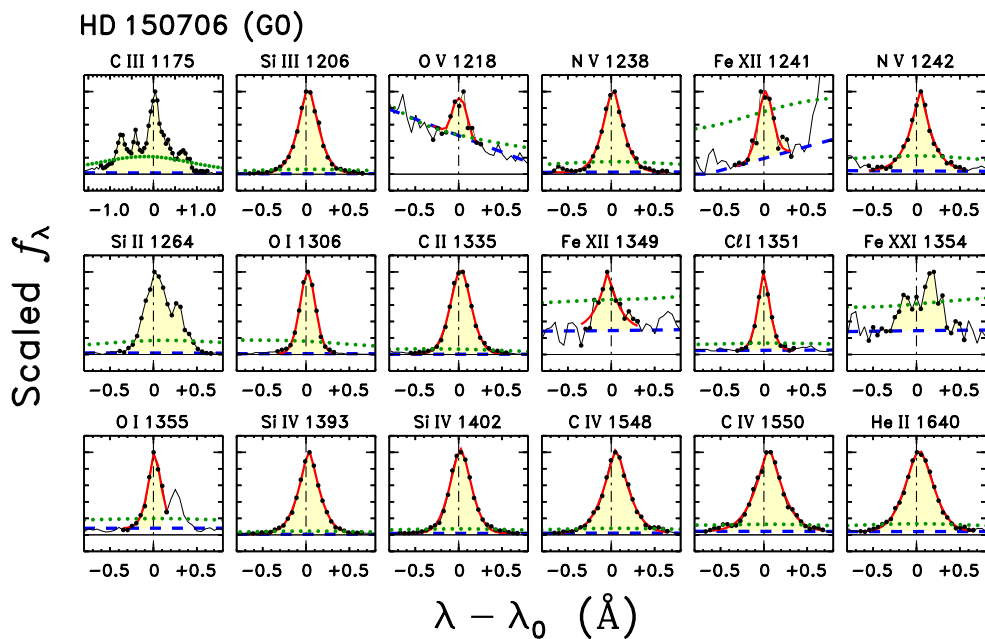 HD 150706 (G0)
C III 1175 Si III 1206 O V 1218 N V 1238 Fe XII 1241 N V 1242
−1.0 0 +1.0 −0.5 0 +0.5 −0.5 0 +0.5 −0.5 0 +0.5 −0.5 0 +0.5 −0.5 0 +0.5
Si II 1264 O I 1306 C II 1335 Fe XII 1349 Cℓ I 1351 Fe XXI 1354
−0.5 0 +0.5 −0.5 0 +0.5 −0.5 0 +0.5 −0.5 0 +0.5 −0.5 0 +0.5 −0.5 0 +0.5
O I 1355 Si IV 1393 Si IV 1402 C IV 1548 C IV 1550 He II 1640
−0.5 0 +0.5 −0.5 0 +0.5 −0.5 0 +0.5 −0.5 0 +0.5 −0.5 0 +0.5 −0.5 0 +0.5
Scaled f_λ
λ − λ₀ (Å)